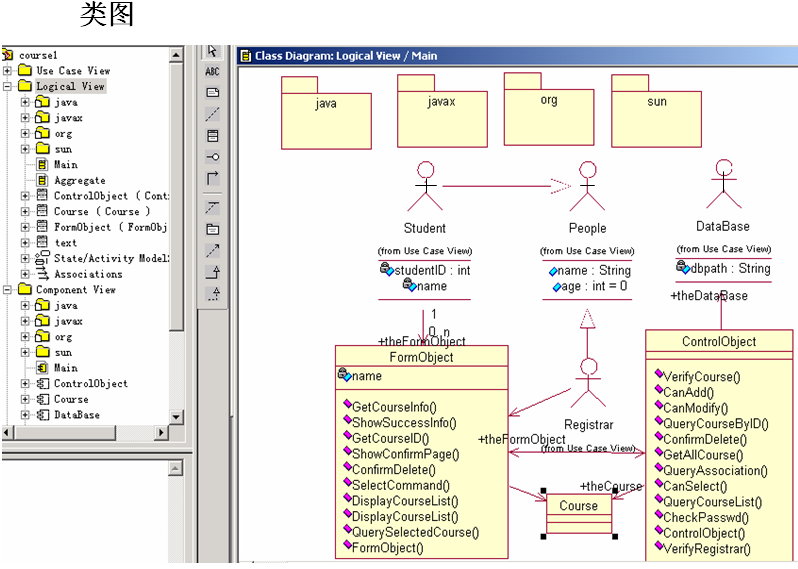 类图
course1
Use Case View
Logical View
java
javax
org
sun
Main
Aggregate
ControlObject ( Cont
Course ( Course )
FormObject ( FormObj
text
State/Activity Model
Associations
Component View
java
javax
org
sun
Main
ControlObject
Course
DataBase
ABC
Class Diagram: Logical View / Main
java
javax
org
sun
Student
(from Use Case View)
studentID : int
name
People
(from Use Case View)
name : String
age : int = 0
DataBase
(from Use Case View)
dbpath : String
+theDataBase
1
0..n
+theFormObject
FormObject
name
GetCourseInfo()
ShowSuccessInfo()
GetCourseID()
ShowConfirmPage()
ConfirmDelete()
SelectCommand()
DisplayCourseList()
DisplayCourseList()
QuerySelectedCourse()
FormObject()
Registrar
(from Use Case View)
+theFormObject
+theCourse
Course
ControlObject
VerifyCourse()
CanAdd()
CanModify()
QueryCourseByID()
ConfirmDelete()
GetAllCourse()
QueryAssociation()
CanSelect()
QueryCourseList()
CheckPasswd()
ControlObject()
VerifyRegistrar()